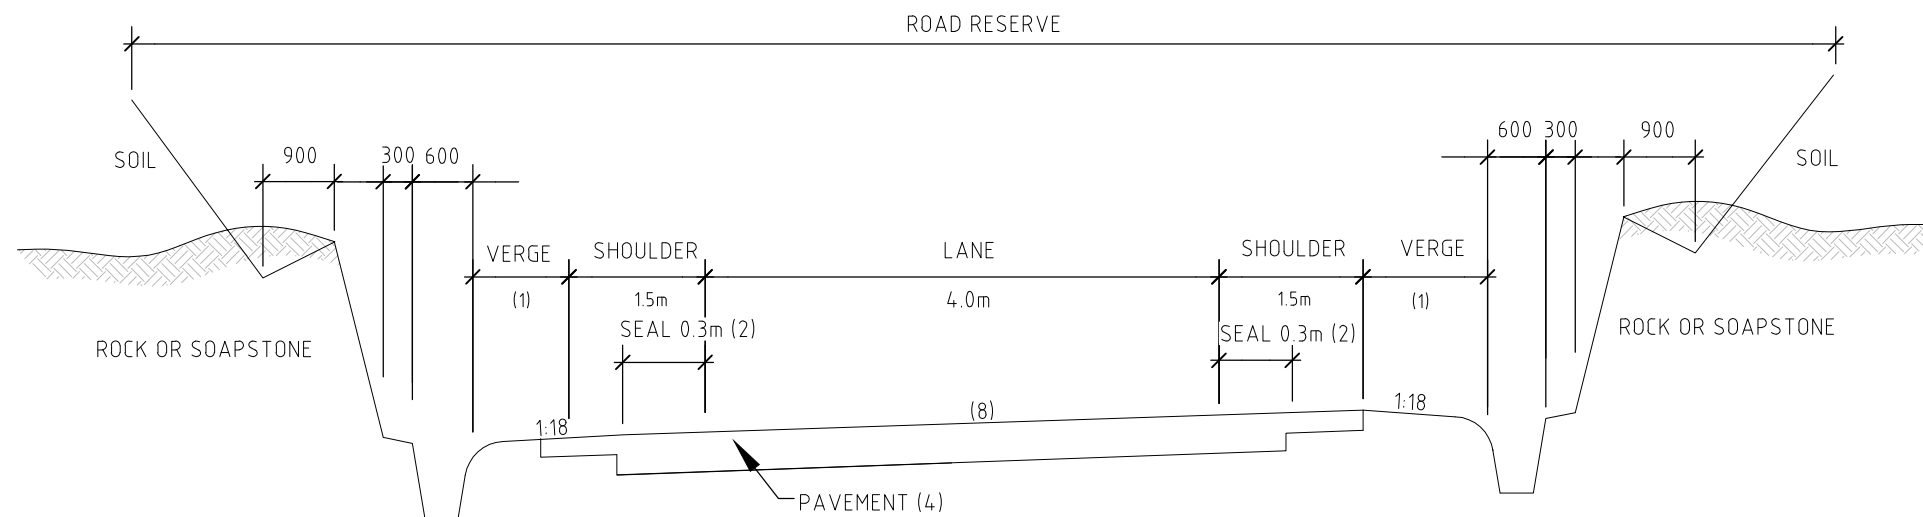 ROAD RESERVE
600 300 900
SOIL 900 300 600 SOIL
VERGE SHOULDER LANE SHOULDER VERGE
(1) 1.5m 4.0m 1.5m (1)
SEAL 0.3m (2) SEAL 0.3m (2)
ROCK OR SOAPSTONE ROCK OR SOAPSTONE
1:18 (8) 1:18
PAVEMENT (4)